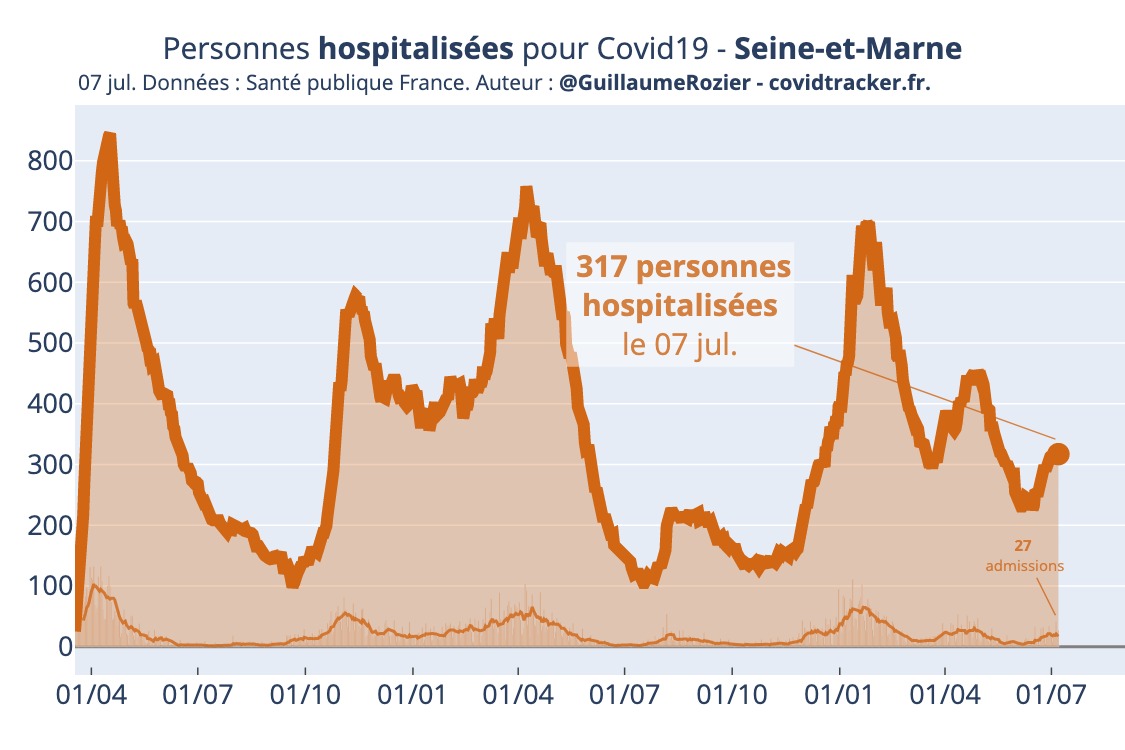 Personnes hospitalisées pour Covid19 - Seine-et-Marne
07 jul. Données : Santé publique France. Auteur : @GuillaumeRozier - covidtracker.fr.
800
700
600
500
400
300
200
100
0
317 personnes
hospitalisées
le 07 jul.
27
admissions
01/04 01/07 01/10 01/01 01/04 01/07 01/10 01/01 01/04 01/07